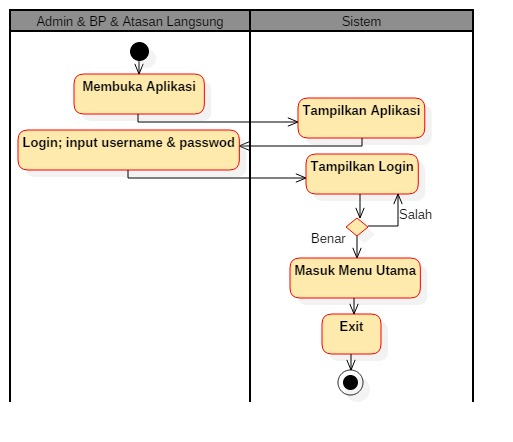 Admin & BP & Atasan Langsung
Sistem
Membuka Aplikasi
Tampilkan Aplikasi
Login; input username & passwod
Tampilkan Login
Salah
Benar
Masuk Menu Utama
Exit